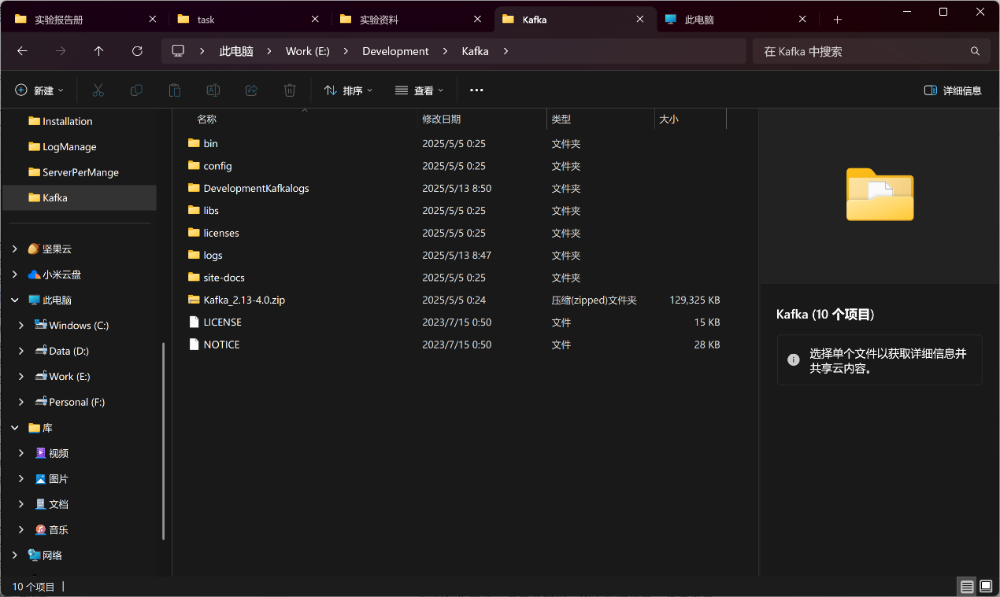 实验报告册
task
实验资料
Kafka
此电脑
此电脑 Work (E:) Development Kafka
在 Kafka 中搜索
新建
排序
查看
详细信息
Installation
LogManage
ServerPerMange
Kafka
坚果云
小米云盘
此电脑
Windows (C:)
Data (D:)
Work (E:)
Personal (F:)
库
视频
图片
文档
音乐
网络
名称 修改日期 类型 大小
bin 2025/5/5 0:25 文件夹
config 2025/5/5 0:25 文件夹
DevelopmentKafkalogs 2025/5/13 8:50 文件夹
libs 2025/5/5 0:25 文件夹
licenses 2025/5/5 0:25 文件夹
logs 2025/5/13 8:47 文件夹
site-docs 2025/5/5 0:25 文件夹
Kafka_2.13-4.0.zip 2025/5/5 0:24 压缩(zipped)文件夹 129,325 KB
LICENSE 2023/7/15 0:50 文件 15 KB
NOTICE 2023/7/15 0:50 文件 28 KB
Kafka (10 个项目)
选择单个文件以获取详细信息并
共享云内容。
10 个项目